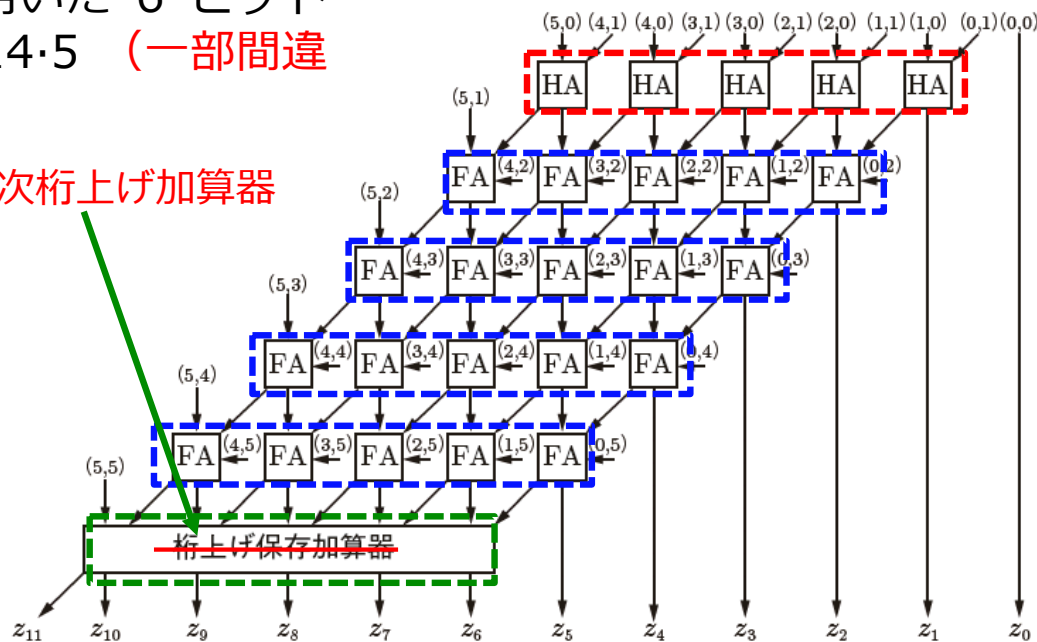 用いた 6 ビット
4·5 (一部間違
次桁上げ加算器
(5,0) (4,1) (4,0) (3,1) (3,0) (2,1) (2,0) (1,1) (1,0) (0,1) (0,0)
HA HA HA HA HA
(5,1)
FA (4,2) FA (3,2) FA (2,2) FA (1,2) FA (0,2)
(5,2)
FA (4,3) FA (3,3) FA (2,3) FA (1,3) FA (0,3)
(5,3)
FA (4,4) FA (3,4) FA (2,4) FA (1,4) FA (0,4)
(5,4)
FA (4,5) FA (3,5) FA (2,5) FA (1,5) FA (0,5)
(5,5)
桁上げ保存加算器
z11 z10 z9 z8 z7 z6 z5 z4 z3 z2 z1 z0